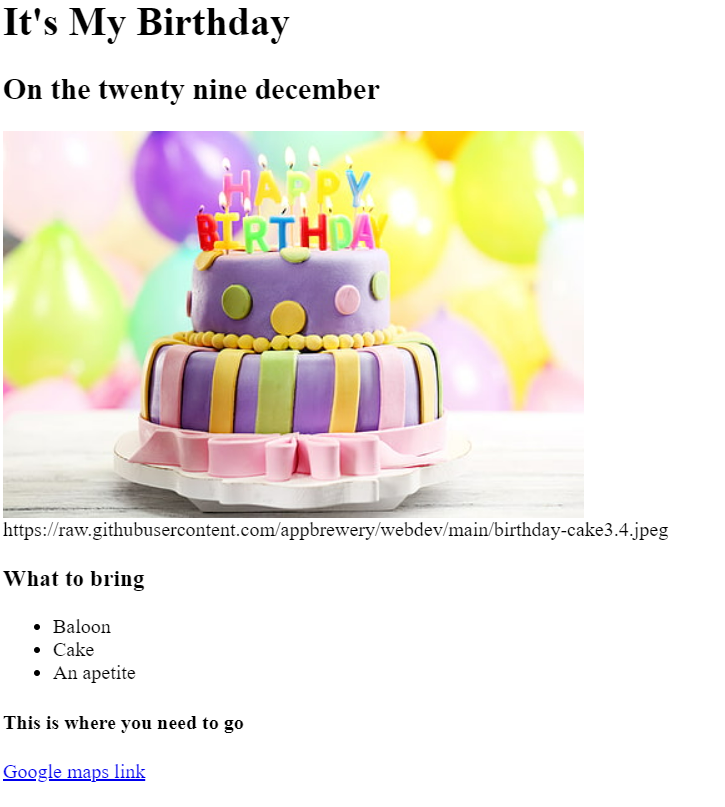 It's My Birthday
On the twenty nine december
HAPPY
BIRTHDAY
https://raw.githubusercontent.com/appbrewery/webdev/main/birthday-cake3.4.jpeg
What to bring
Baloon
Cake
An apetite
This is where you need to go
Google maps link